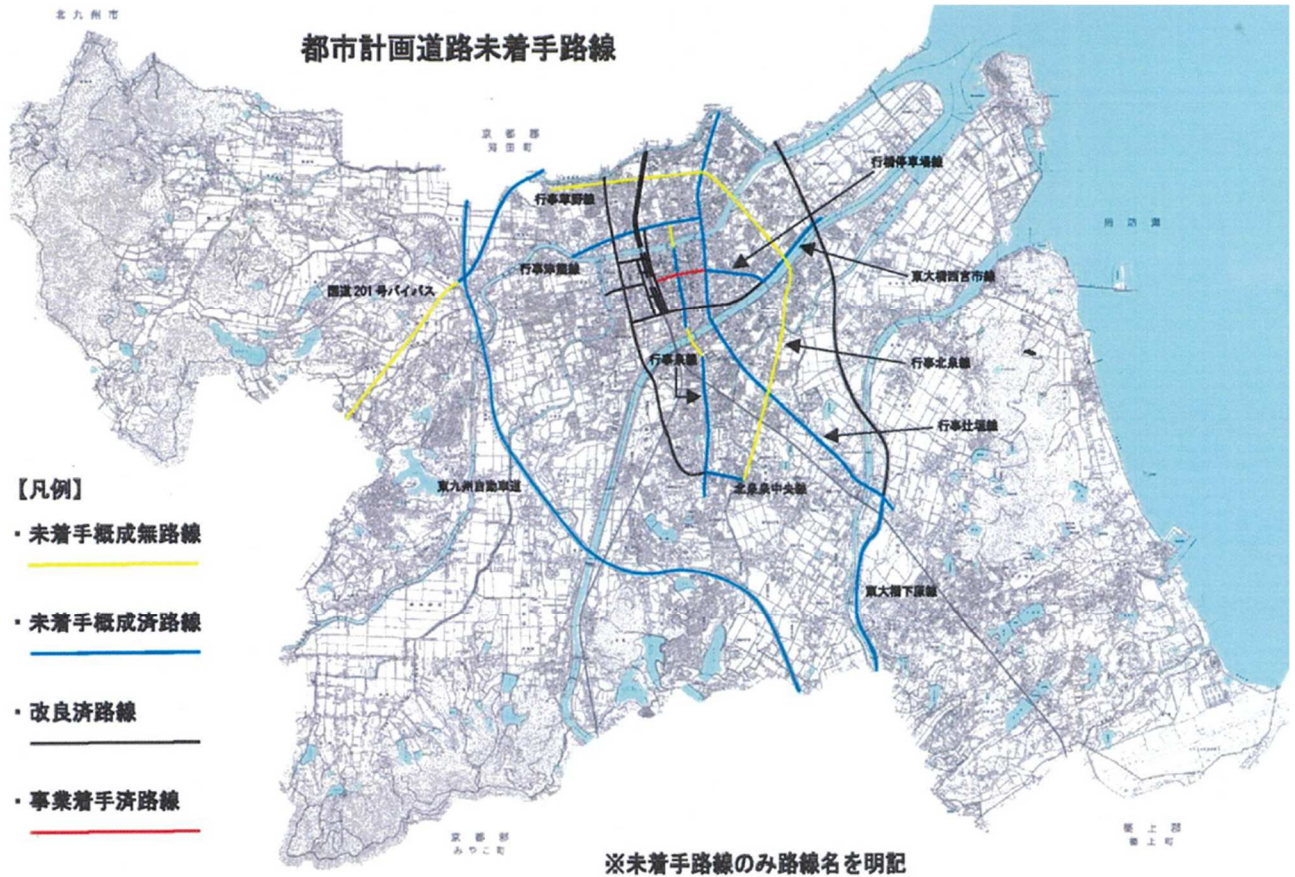 北九州市
都市計画道路未着手路線
京都郡
苅田町
行橋停車場線
行事草野線
周防灘
行事弥富線
東大橋西宮市線
国道201号バイパス
行事泉線
行事北泉線
行事辻垣線
【凡例】
東九州自動車道
北泉泉中央線
・未着手概成無路線
東大橋下原線
・未着手概成済路線
・改良済路線
・事業着手済路線
京都郡
みやこ町
築上郡
築上町
※未着手路線のみ路線名を明記